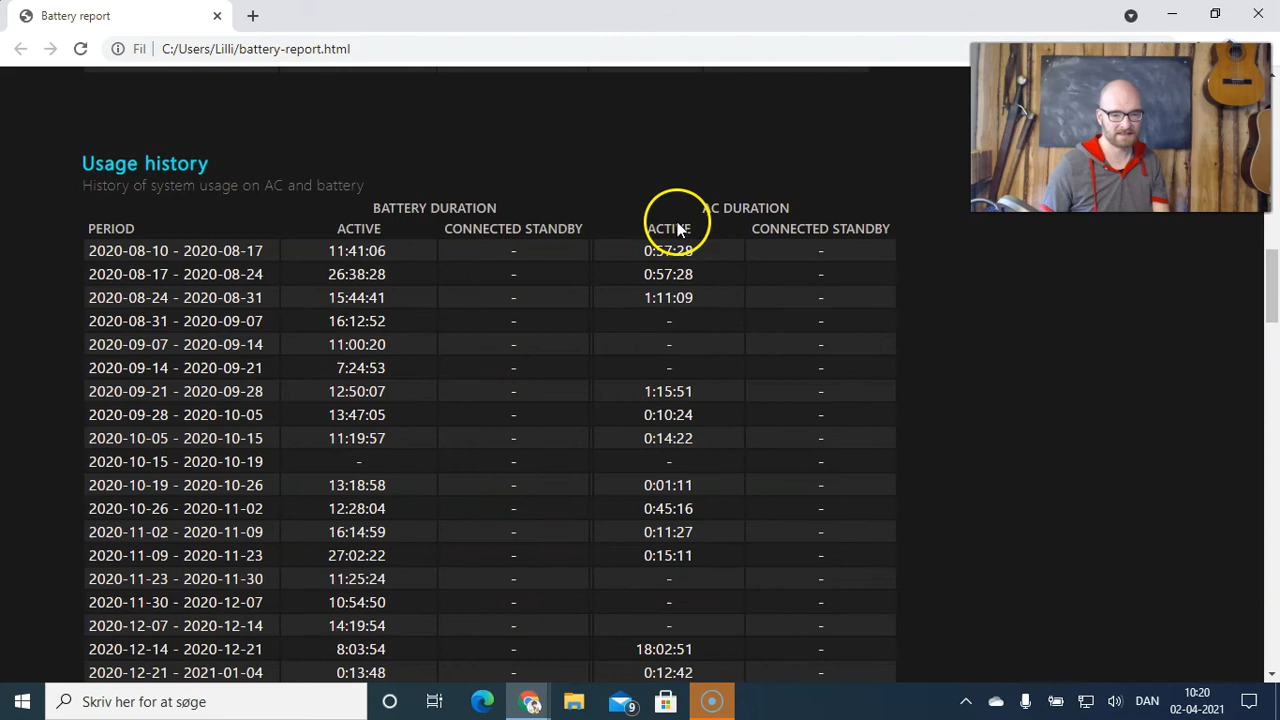 Battery report
Fil C:/Users/Lilli/battery-report.html
Usage history
History of system usage on AC and battery
BATTERY DURATION AC DURATION
PERIOD ACTIVE CONNECTED STANDBY ACTIVE CONNECTED STANDBY
2020-08-10 - 2020-08-17 11:41:06 - 0:57:28 -
2020-08-17 - 2020-08-24 26:38:28 - 0:57:28 -
2020-08-24 - 2020-08-31 15:44:41 - 1:11:09 -
2020-08-31 - 2020-09-07 16:12:52 - - -
2020-09-07 - 2020-09-14 11:00:20 - - -
2020-09-14 - 2020-09-21 7:24:53 - - -
2020-09-21 - 2020-09-28 12:50:07 - 1:15:51 -
2020-09-28 - 2020-10-05 13:47:05 - 0:10:24 -
2020-10-05 - 2020-10-15 11:19:57 - 0:14:22 -
2020-10-15 - 2020-10-19 - - - -
2020-10-19 - 2020-10-26 13:18:58 - 0:01:11 -
2020-10-26 - 2020-11-02 12:28:04 - 0:45:16 -
2020-11-02 - 2020-11-09 16:14:59 - 0:11:27 -
2020-11-09 - 2020-11-23 27:02:22 - 0:15:11 -
2020-11-23 - 2020-11-30 11:25:24 - - -
2020-11-30 - 2020-12-07 10:54:50 - - -
2020-12-07 - 2020-12-14 14:19:54 - - -
2020-12-14 - 2020-12-21 8:03:54 - 18:02:51 -
2020-12-21 - 2021-01-04 0:13:48 - 0:12:42 -
Skriv her for at søge 9 DAN 10:20
02-04-2021